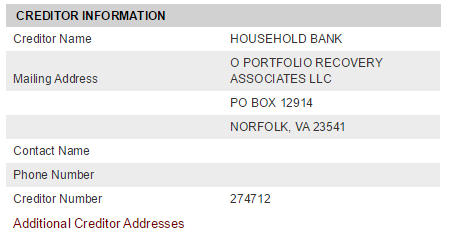 CREDITOR INFORMATION
Creditor Name HOUSEHOLD BANK
Mailing Address O PORTFOLIO RECOVERY
ASSOCIATES LLC
PO BOX 12914
NORFOLK, VA 23541
Contact Name
Phone Number
Creditor Number 274712
Additional Creditor Addresses